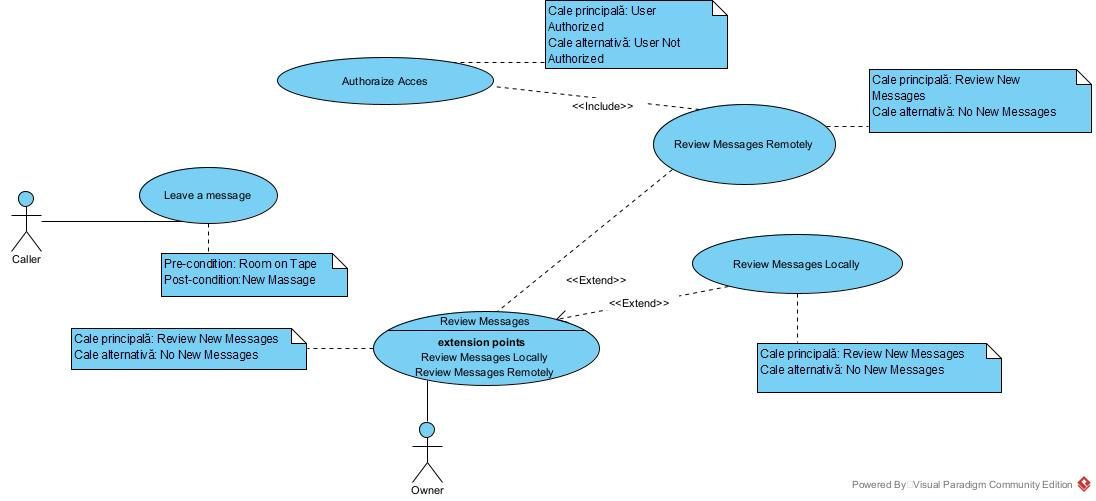 Cale principală: User
Authorized
Cale alternativă: User Not
Authorized
Authoraize Acces
<<Include>>
Cale principală: Review New
Messages
Cale alternativă: No New Messages
Review Messages Remotely
Leave a message
Caller
Pre-condition: Room on Tape
Post-condition:New Massage
Review Messages Locally
<<Extend>>
<<Extend>>
Review Messages
extension points
Review Messages Locally
Review Messages Remotely
Cale principală: Review New Messages
Cale alternativă: No New Messages
Cale principală: Review New Messages
Cale alternativă: No New Messages
Owner
Powered By Visual Paradigm Community Edition